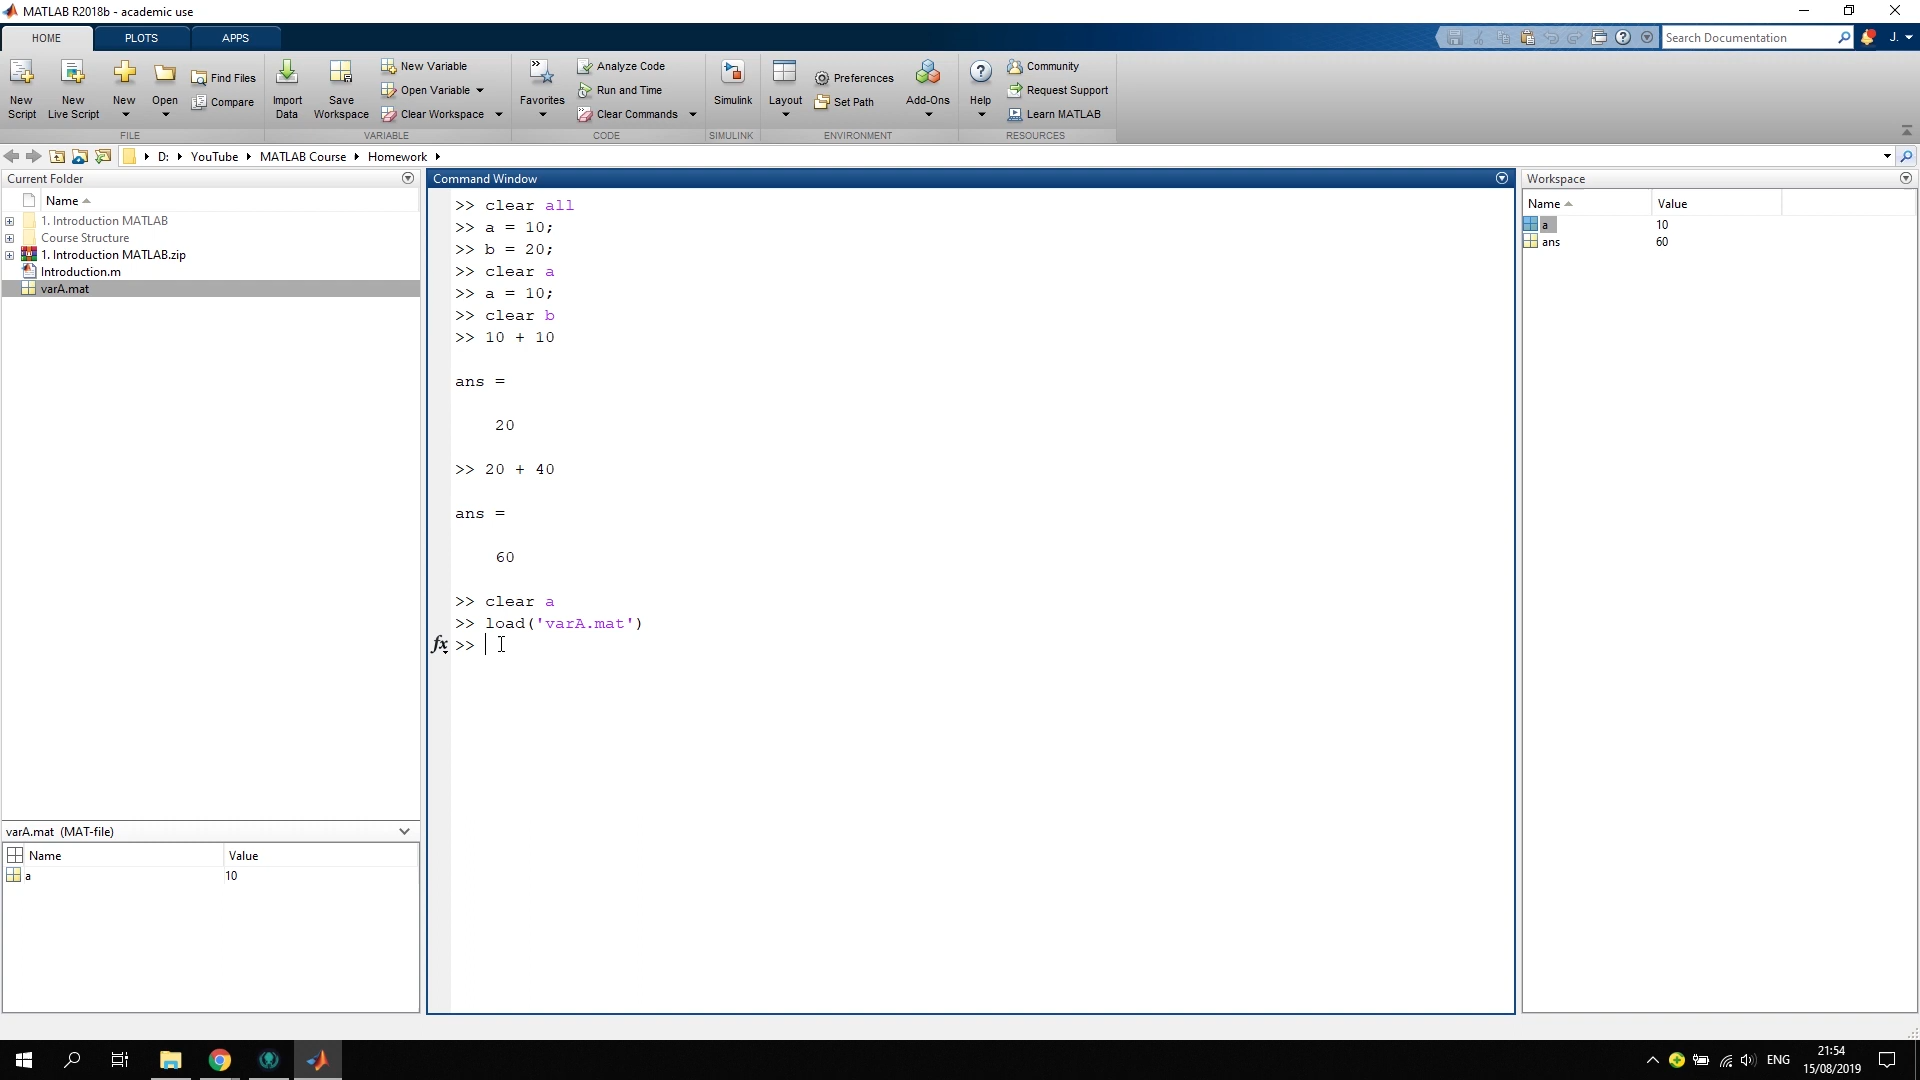 MATLAB R2018b - academic use
HOME PLOTS APPS
Search Documentation
J.
New Script
New Live Script
New
Open
Find Files
Compare
Import Data
Save Workspace
New Variable
Open Variable
Clear Workspace
Favorites
Analyze Code
Run and Time
Clear Commands
Simulink
Layout
Preferences
Set Path
Add-Ons
Help
Community
Request Support
Learn MATLAB
FILE VARIABLE CODE SIMULINK ENVIRONMENT RESOURCES
D: YouTube MATLAB Course Homework
Current Folder
Name
1. Introduction MATLAB
Course Structure
1. Introduction MATLAB.zip
Introduction.m
varA.mat
varA.mat (MAT-file)
Name Value
a 10
Command Window
>> clear all
>> a = 10;
>> b = 20;
>> clear a
>> a = 10;
>> clear b
>> 10 + 10
ans =
20
>> 20 + 40
ans =
60
>> clear a
>> load('varA.mat')
fx >>
Workspace
Name Value
a 10
ans 60
ENG
21:54
15/08/2019